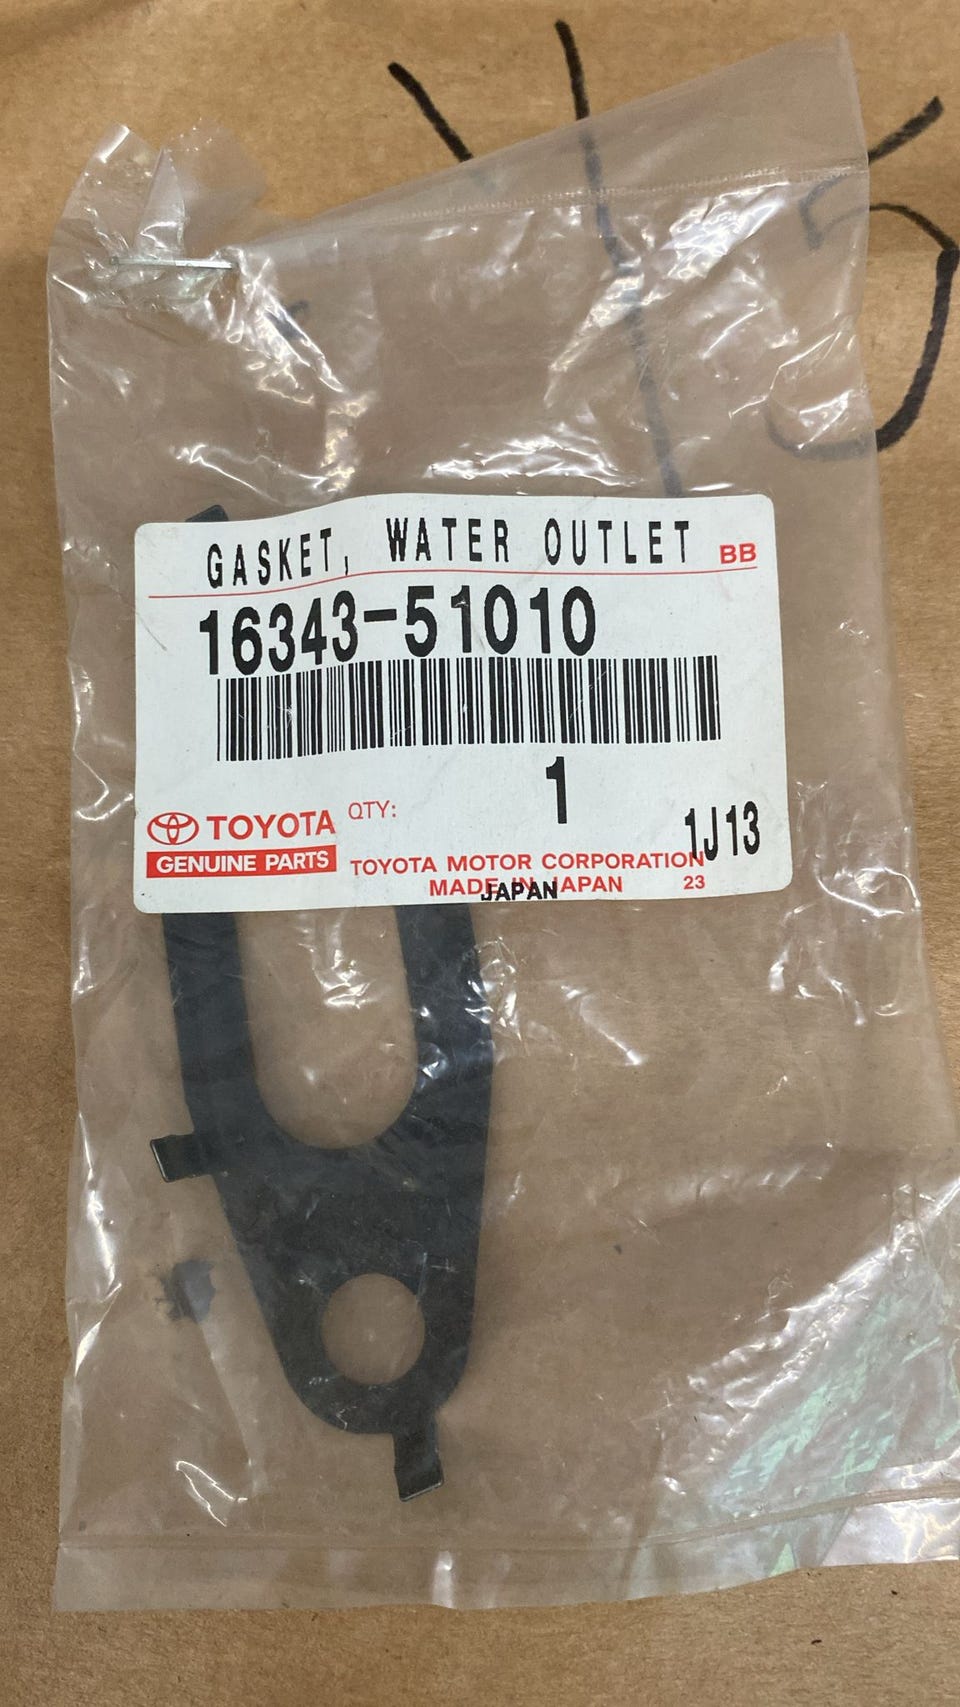 GASKET, WATER OUTLET BB
16343-51010
1
QTY:
TOYOTA
GENUINE PARTS
1J13
TOYOTA MOTOR CORPORATION
MADE IN JAPAN 23
JAPAN